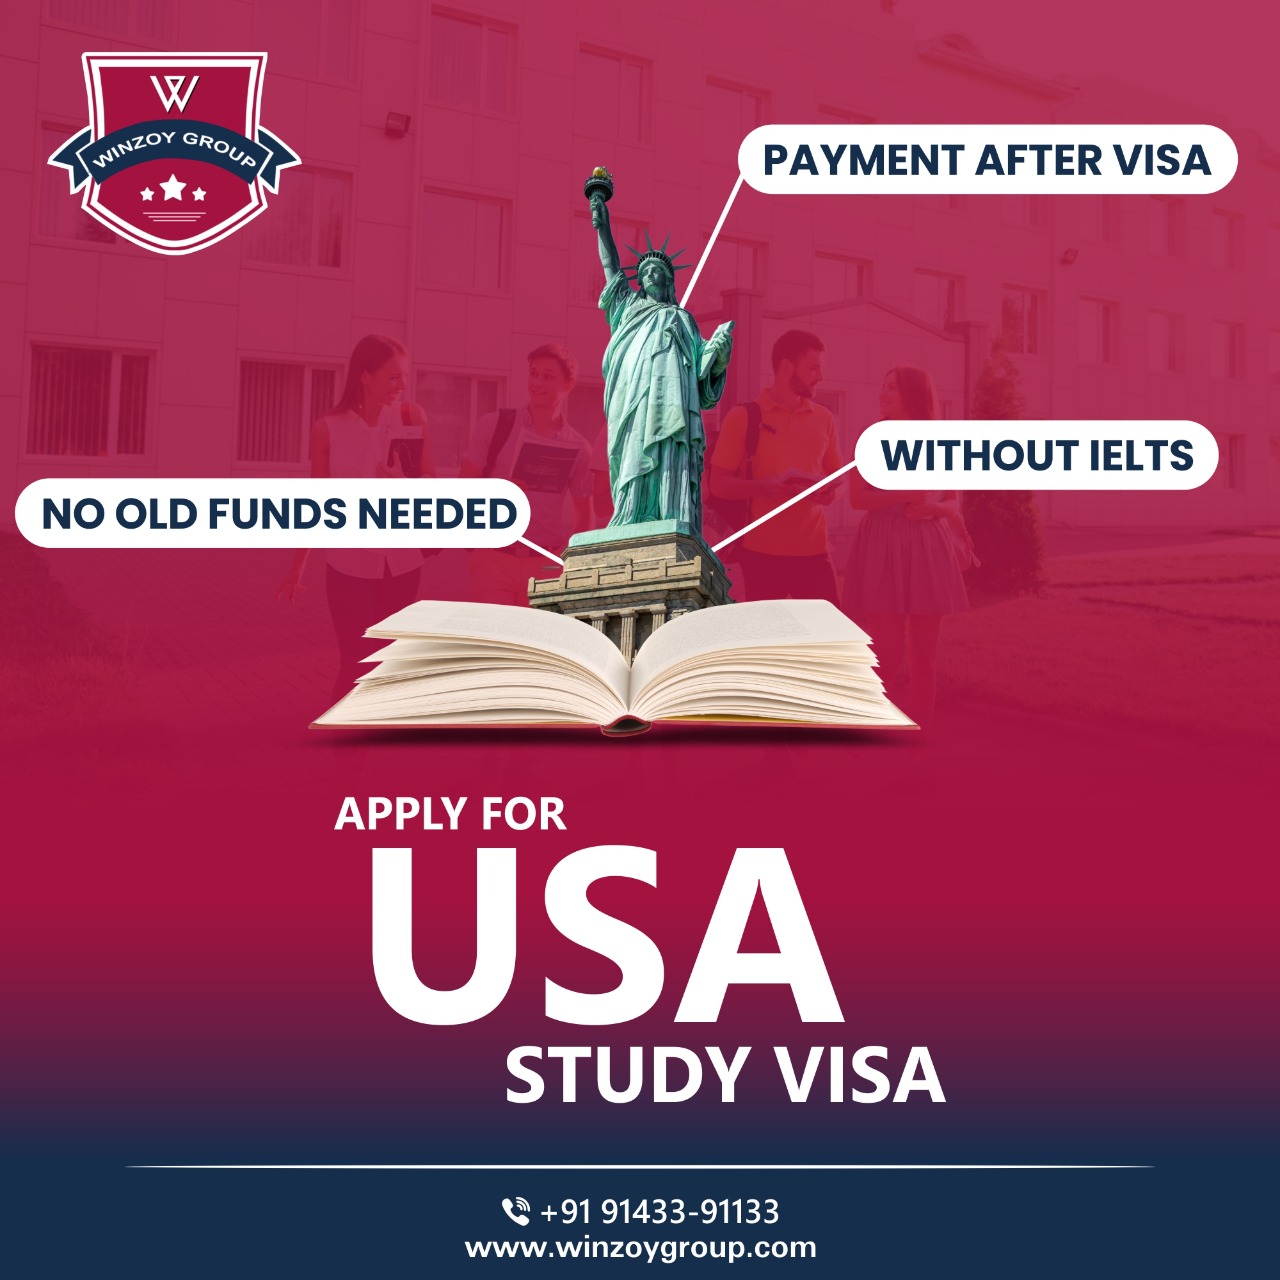 W
WINZOY GROUP
PAYMENT AFTER VISA
WITHOUT IELTS
NO OLD FUNDS NEEDED
APPLY FOR
USA
STUDY VISA
+91 91433-91133
www.winzoygroup.com